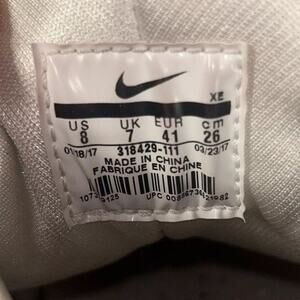 XE
US UK EUR cm
8 7 41 26
01/18/17 318429-111 03/23/17
MADE IN CHINA
FABRIQUE EN CHINE